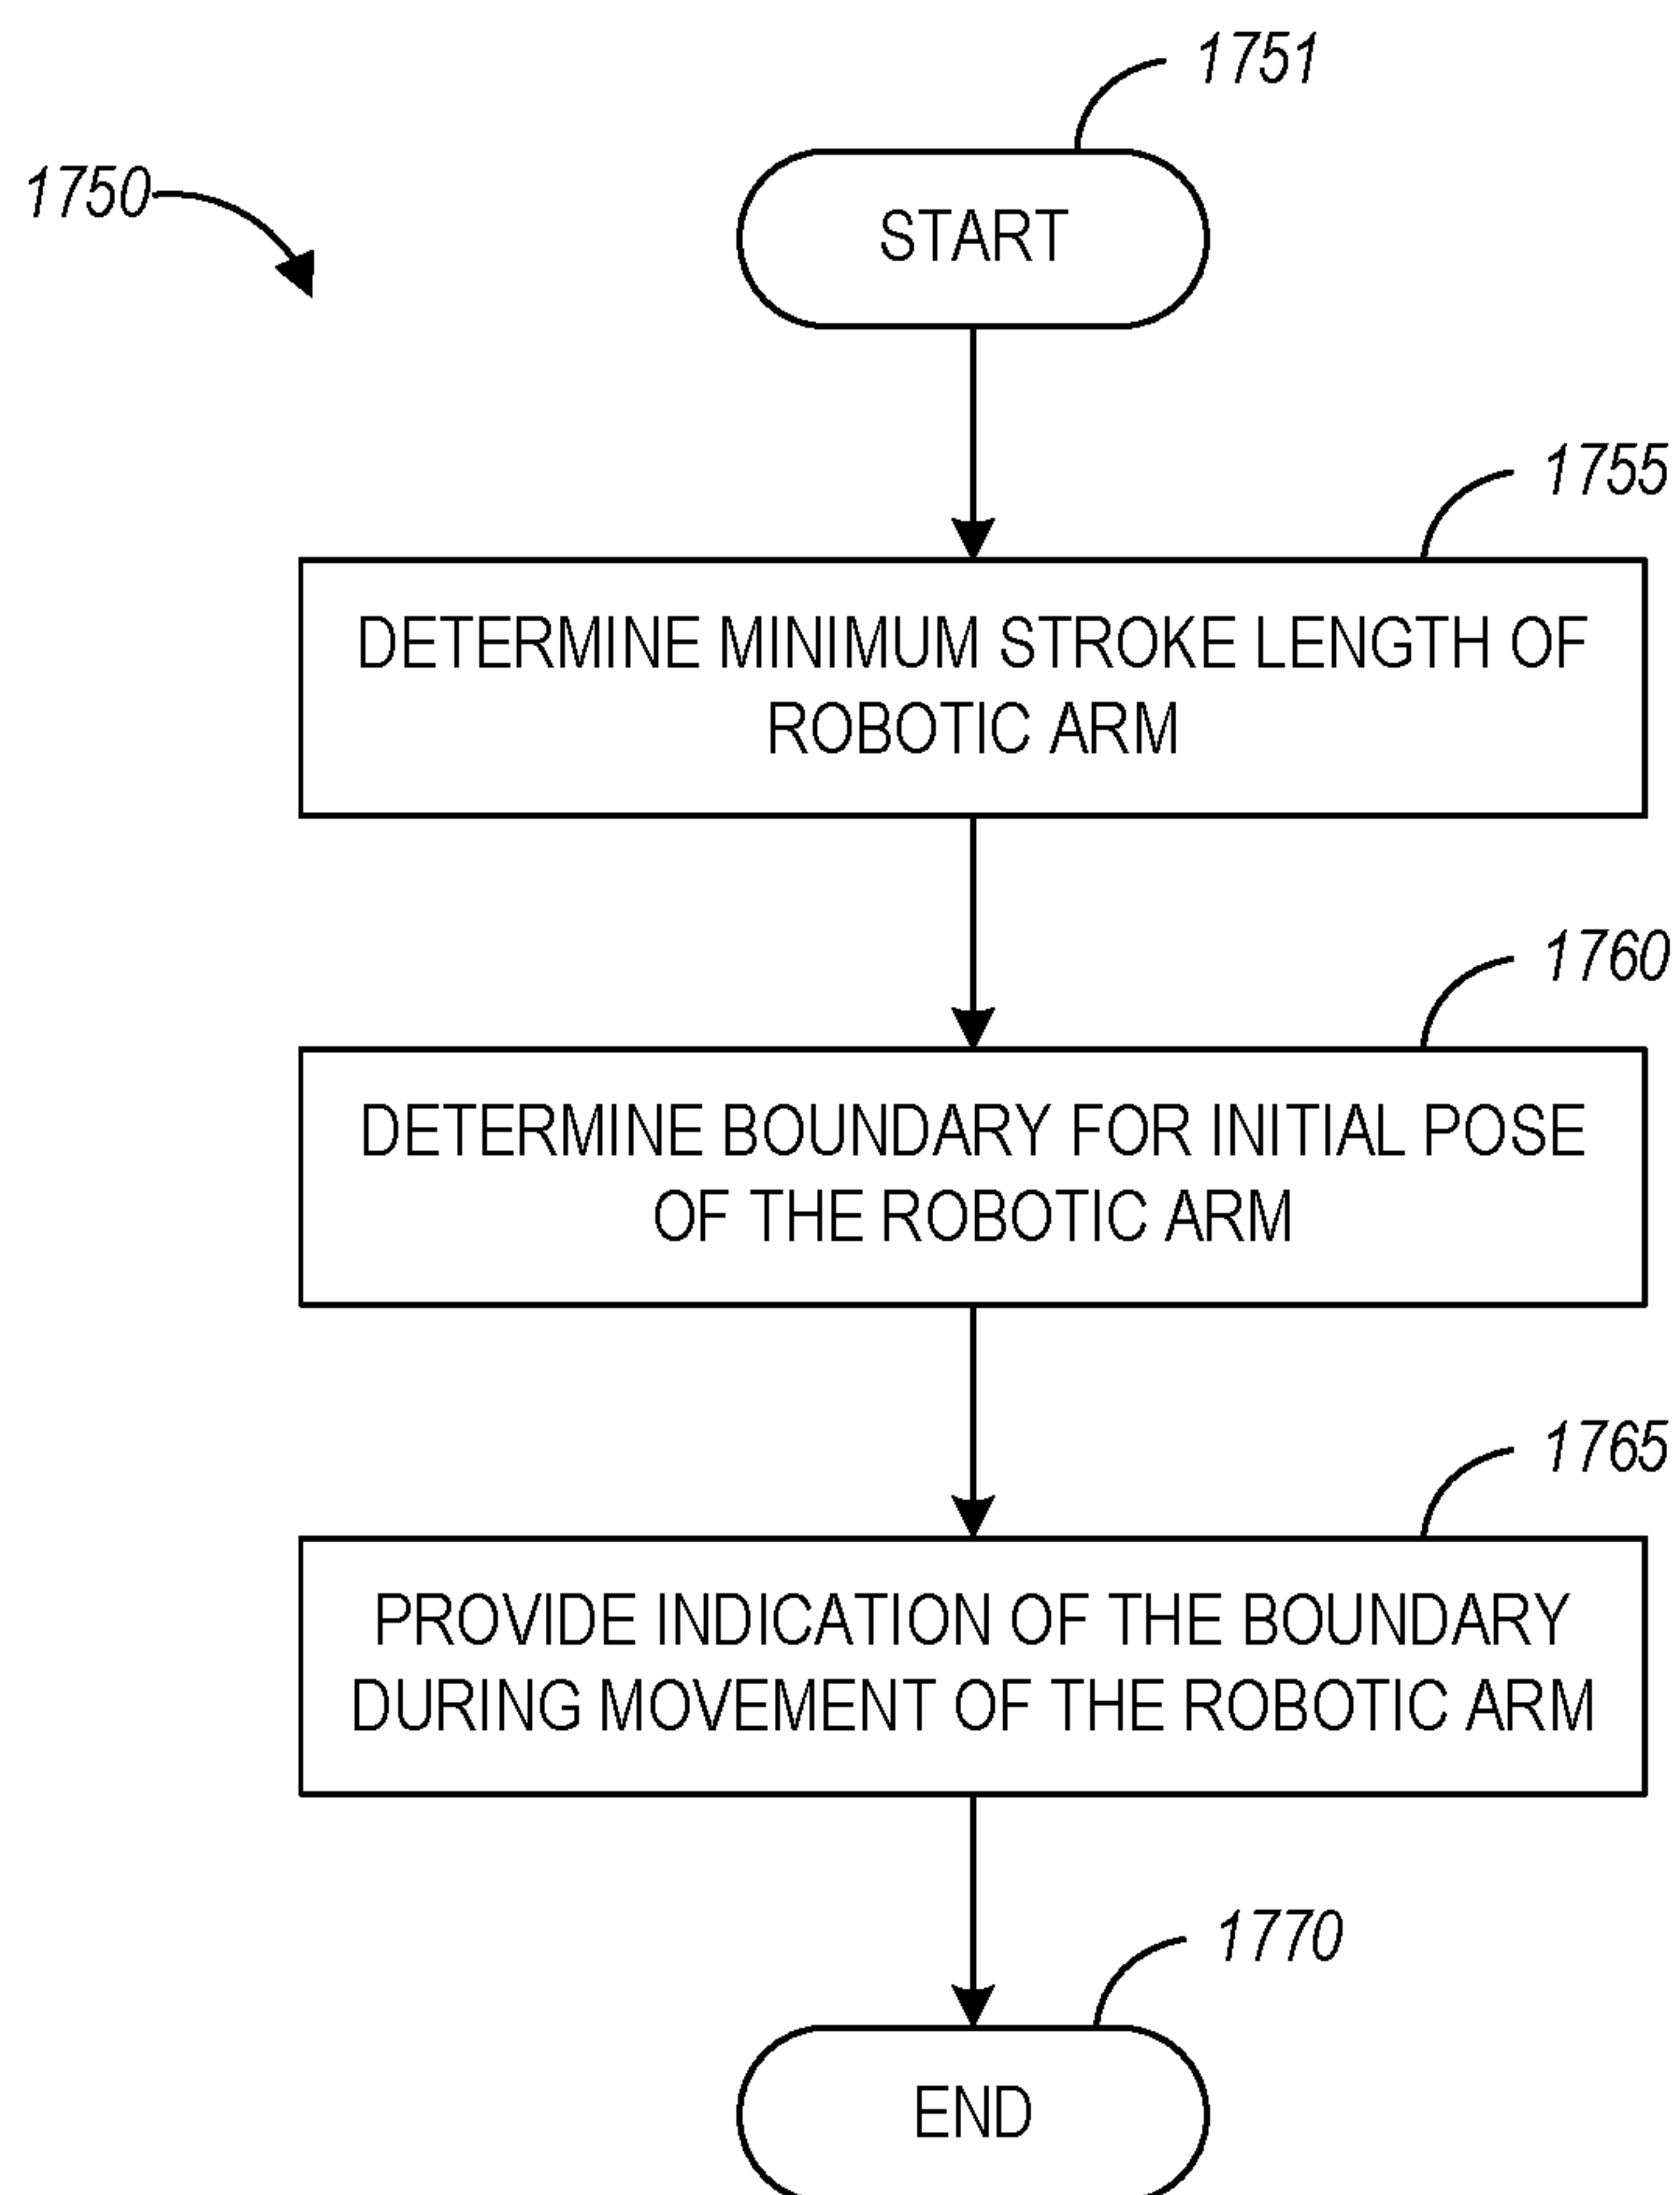 1751
1750
START
1755
DETERMINE MINIMUM STROKE LENGTH OF
ROBOTIC ARM
1760
DETERMINE BOUNDARY FOR INITIAL POSE
OF THE ROBOTIC ARM
1765
PROVIDE INDICATION OF THE BOUNDARY
DURING MOVEMENT OF THE ROBOTIC ARM
1770
END